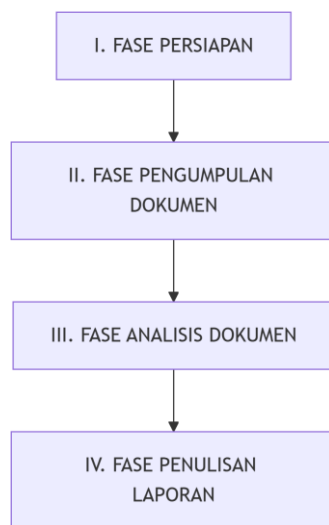 I. FASE PERSIAPAN
II. FASE PENGUMPULAN
DOKUMEN
III. FASE ANALISIS DOKUMEN
IV. FASE PENULISAN
LAPORAN